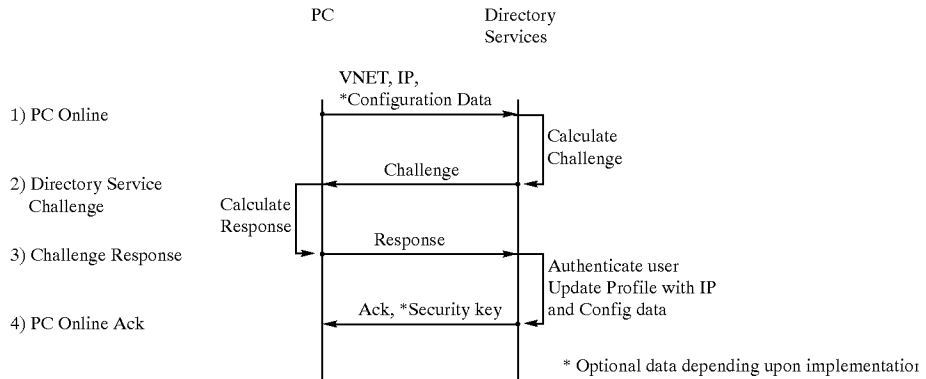 PC
Directory
Services
VNET, IP,
*Configuration Data
1) PC Online
Calculate
Challenge
Challenge
2) Directory Service
Challenge
Calculate
Response
Response
3) Challenge Response
Authenticate user
Update Profile with IP
and Config data
Ack, *Security key
4) PC Online Ack
* Optional data depending upon implementation